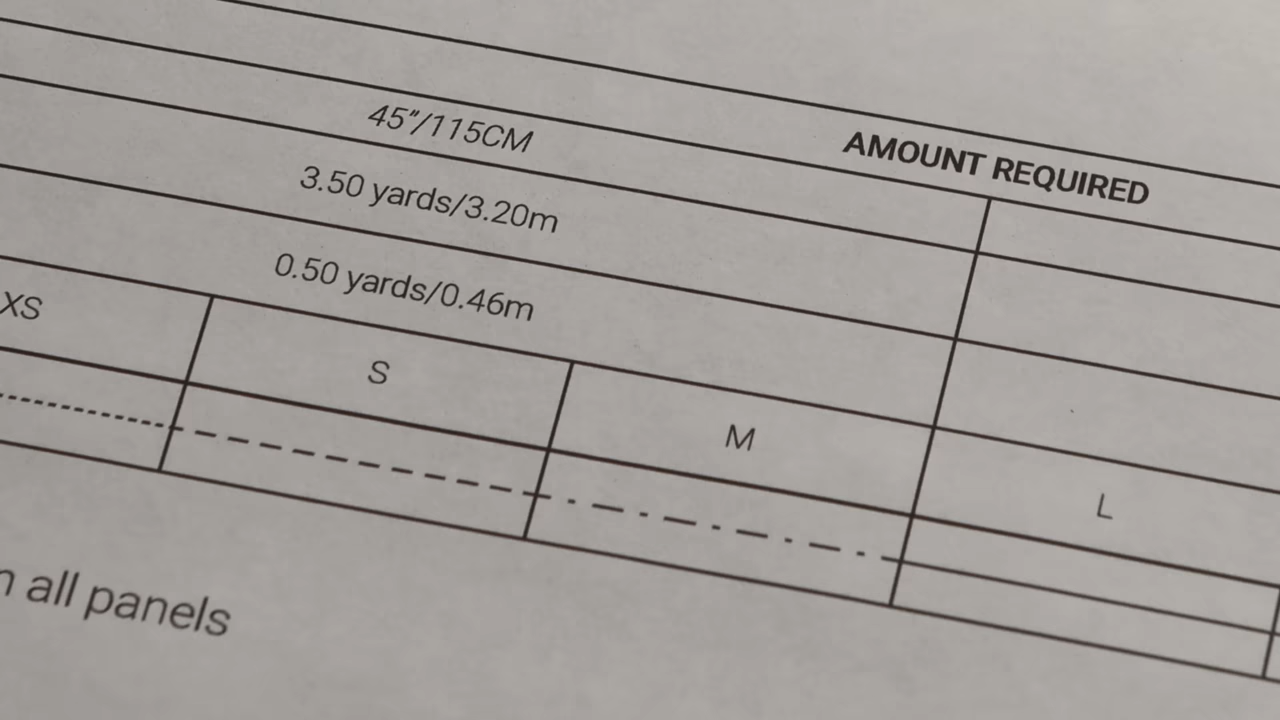 AMOUNT REQUIRED
45"/115CM
3.50 yards/3.20m
0.50 yards/0.46m
XS S M L
all panels